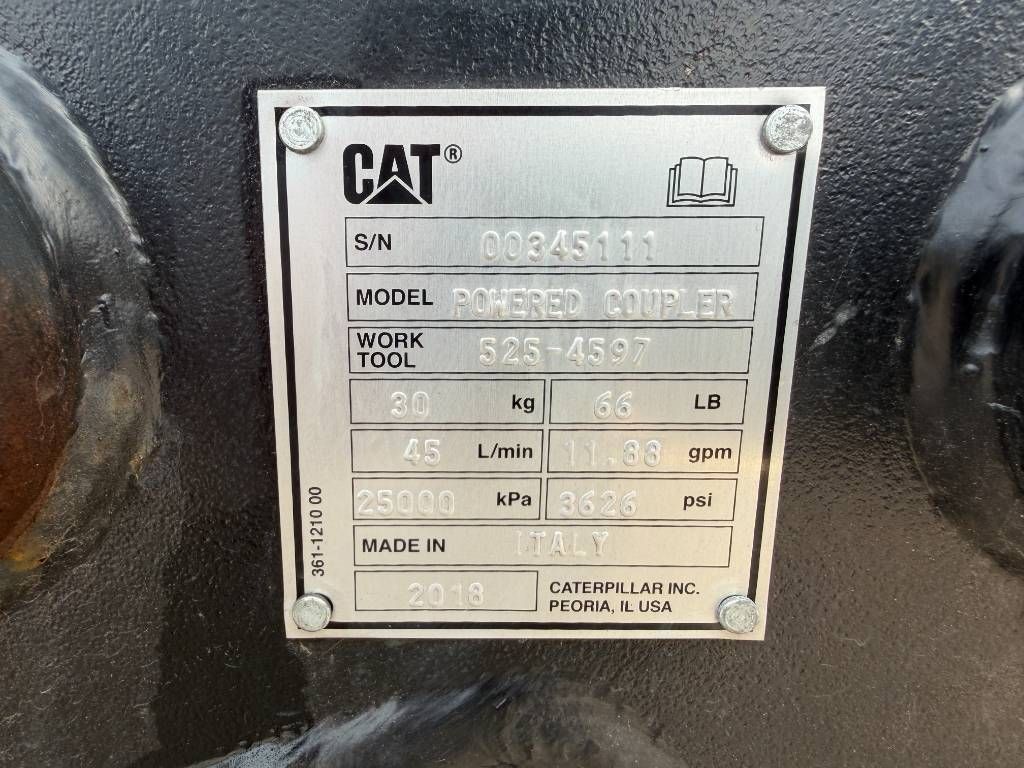 CAT®
S/N 00345111
MODEL POWERED COUPLER
WORK TOOL 525-4597
30 kg 66 LB
45 L/min 11.88 gpm
25000 kPa 3626 psi
MADE IN ITALY
2018 CATERPILLAR INC.
PEORIA, IL USA
361-1210 00